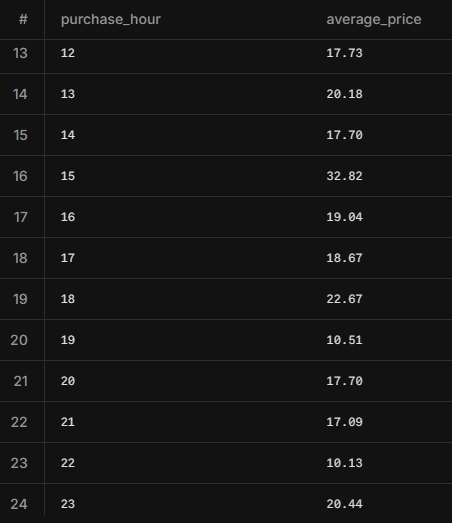 # purchase_hour average_price
13 12 17.73
14 13 20.18
15 14 17.70
16 15 32.82
17 16 19.04
18 17 18.67
19 18 22.67
20 19 10.51
21 20 17.70
22 21 17.09
23 22 10.13
24 23 20.44